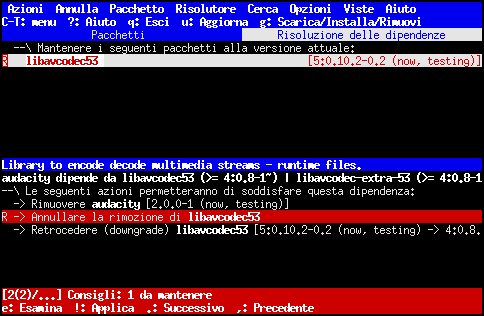 Azioni Annulla Pacchetto Risolutore Cerca Opzioni Viste Aiuto
C-T: menu ?: Aiuto q: Esci u: Aggiorna g: Scarica/Installa/Rimuovi
Pacchetti Risoluzione delle dipendenze
--\ Mantenere i seguenti pacchetti alla versione attuale:
R libavcodec53 [5:0.10.2-0.2 (now, testing)]
Library to encode decode multimedia streams - runtime files.
audacity dipende da libavcodec53 (>= 4:0.8-1~) | libavcodec-extra-53 (>= 4:0.8-1
--\ Le seguenti azioni permetteranno di soddisfare questa dipendenza:
-> Rimuovere audacity [2.0.0-1 (now, testing)]
R -> Annullare la rimozione di libavcodec53
-> Retrocedere (downgrade) libavcodec53 [5:0.10.2-0.2 (now, testing) -> 4:0.8.
[2(2)/...] Consigli: 1 da mantenere
e: Esamina !: Applica .: Successivo ,: Precedente